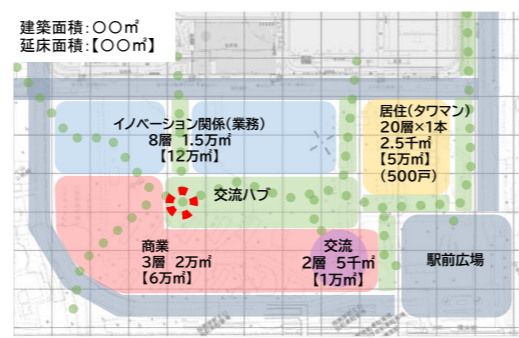 建築面積：〇〇㎡
延床面積：【〇〇㎡】
イノベーション関係（業務）
8層 1.5万㎡
【12万㎡】
居住（タワマン）
20層×1本
2.5千㎡
【5万㎡】
（500戸）
交流ハブ
商業
3層 2万㎡
【6万㎡】
交流
2層 5千㎡
【1万㎡】
駅前広場